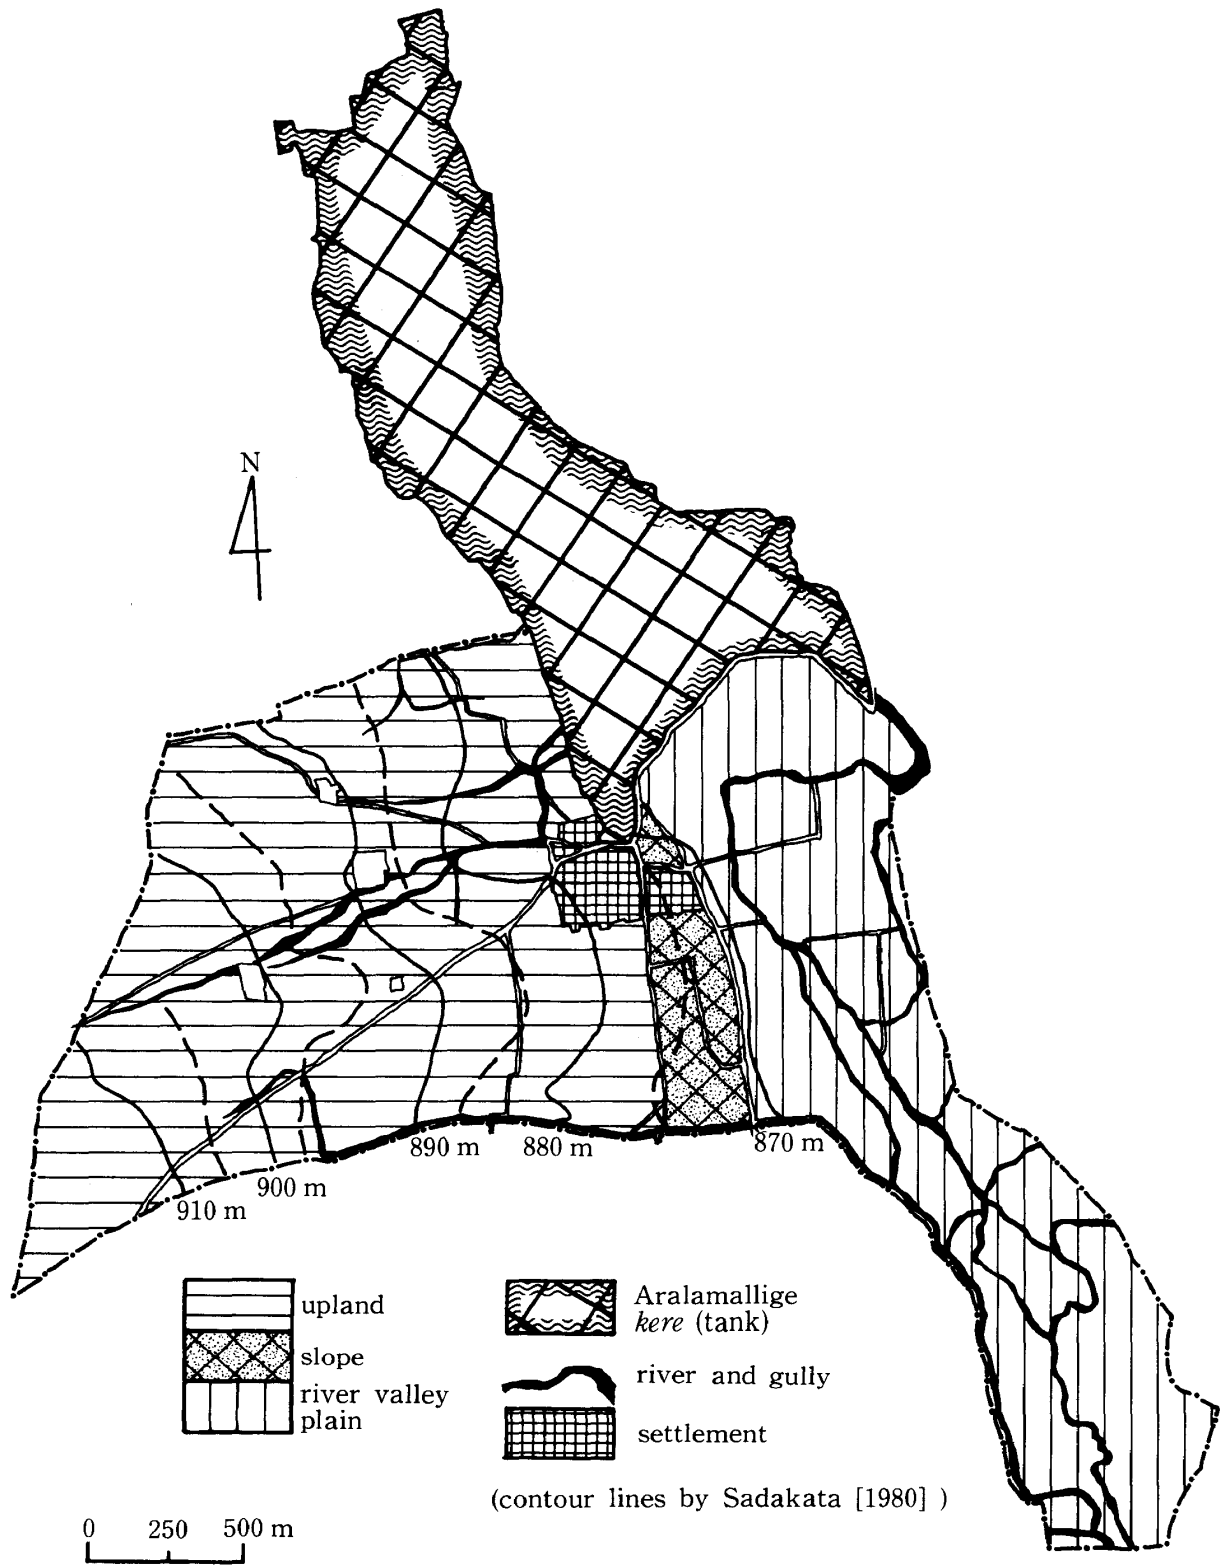 N
890 m
880 m
870 m
900 m
910 m
upland
slope
river valley
plain
Aralamallige
kere (tank)
river and gully
settlement
(contour lines by Sadakata [1980] )
0 250 500 m